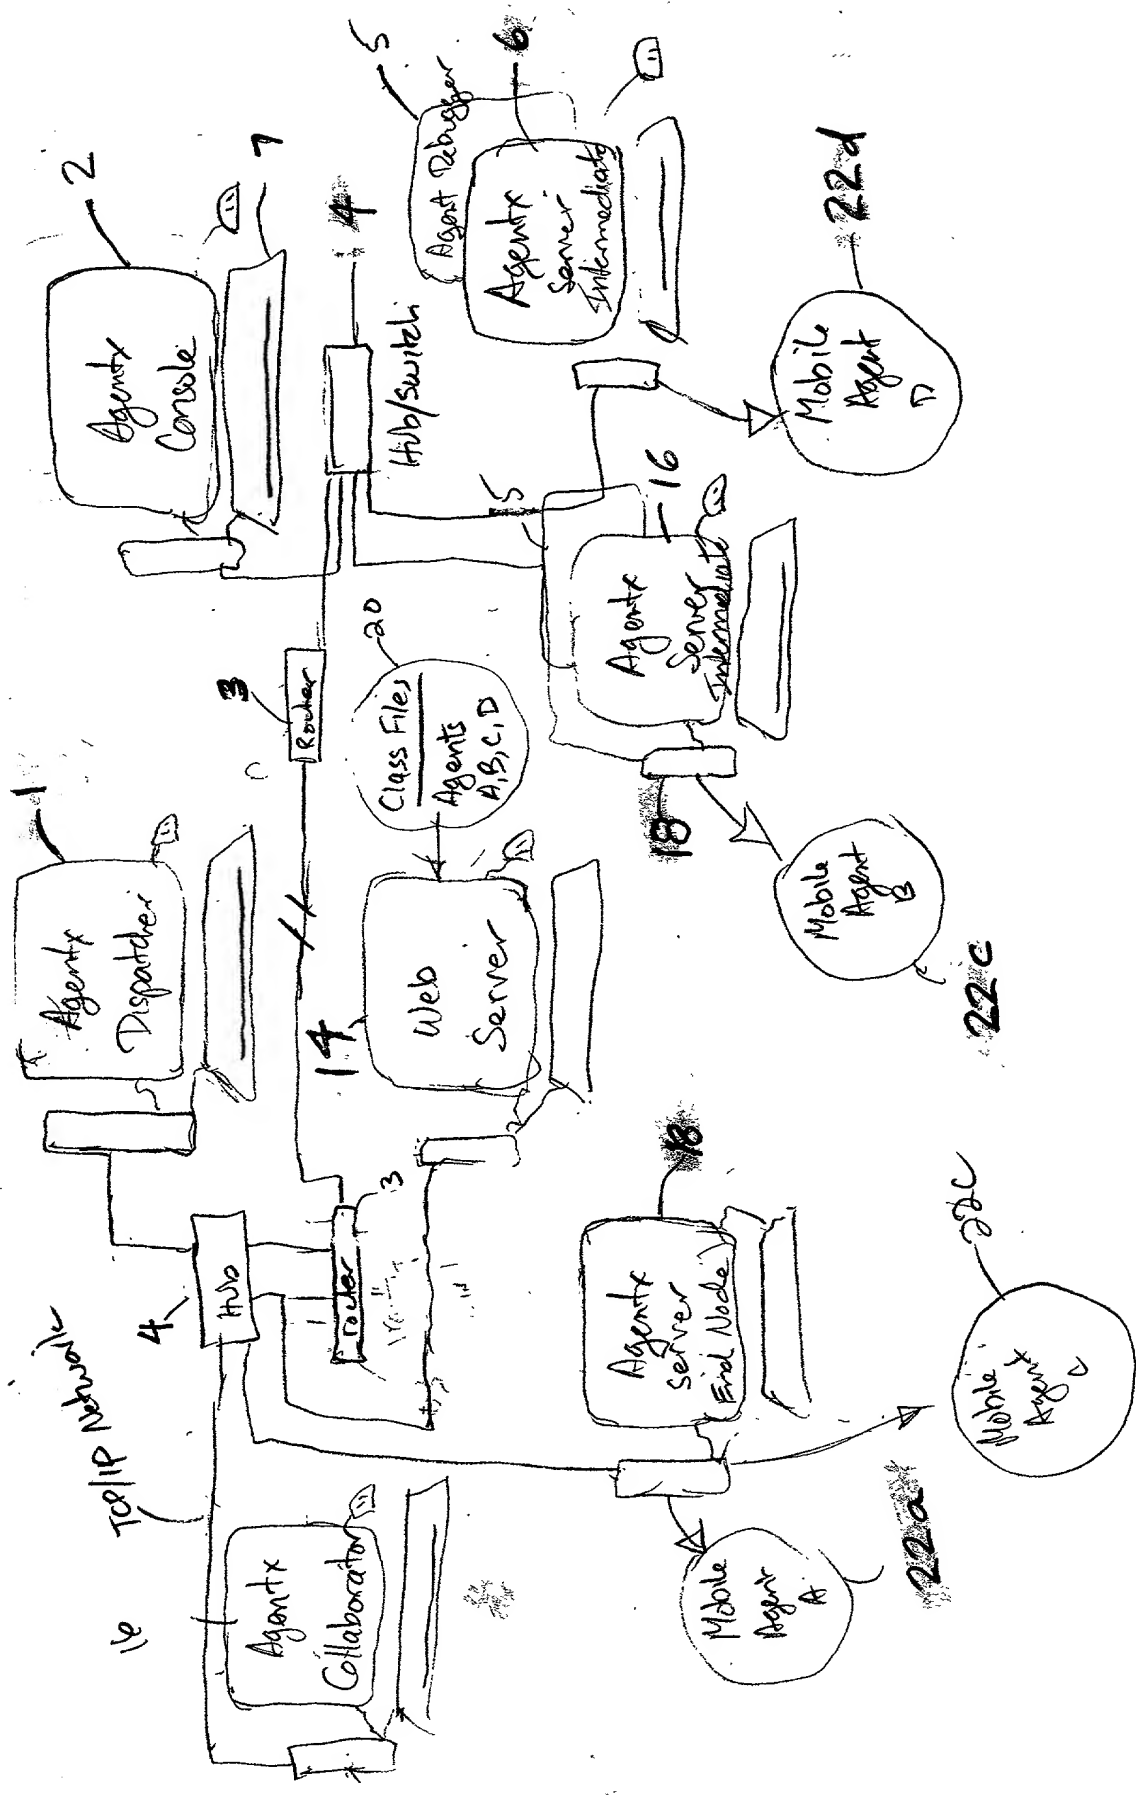 TCP/IP Network
16
Agentx
Collaborator
4
HUb
router
3
1
Agentx
Dispatcher
14
Web
Server
20
Class Files
Agents
A,B,C,D
3
Router
2
Agentx
Console
7
4
Hub/switch
5
Agent Debugger
6
Agentx
Server
Intermediate
5
16
Agentx
Server
Intermediate
18
Mobile
Agent
B
22c
Mobile
Agent
D
22d
18
Agentx
server
End Node)
Mobile
Agent
A
22a
Mobile
Agent
C
22c